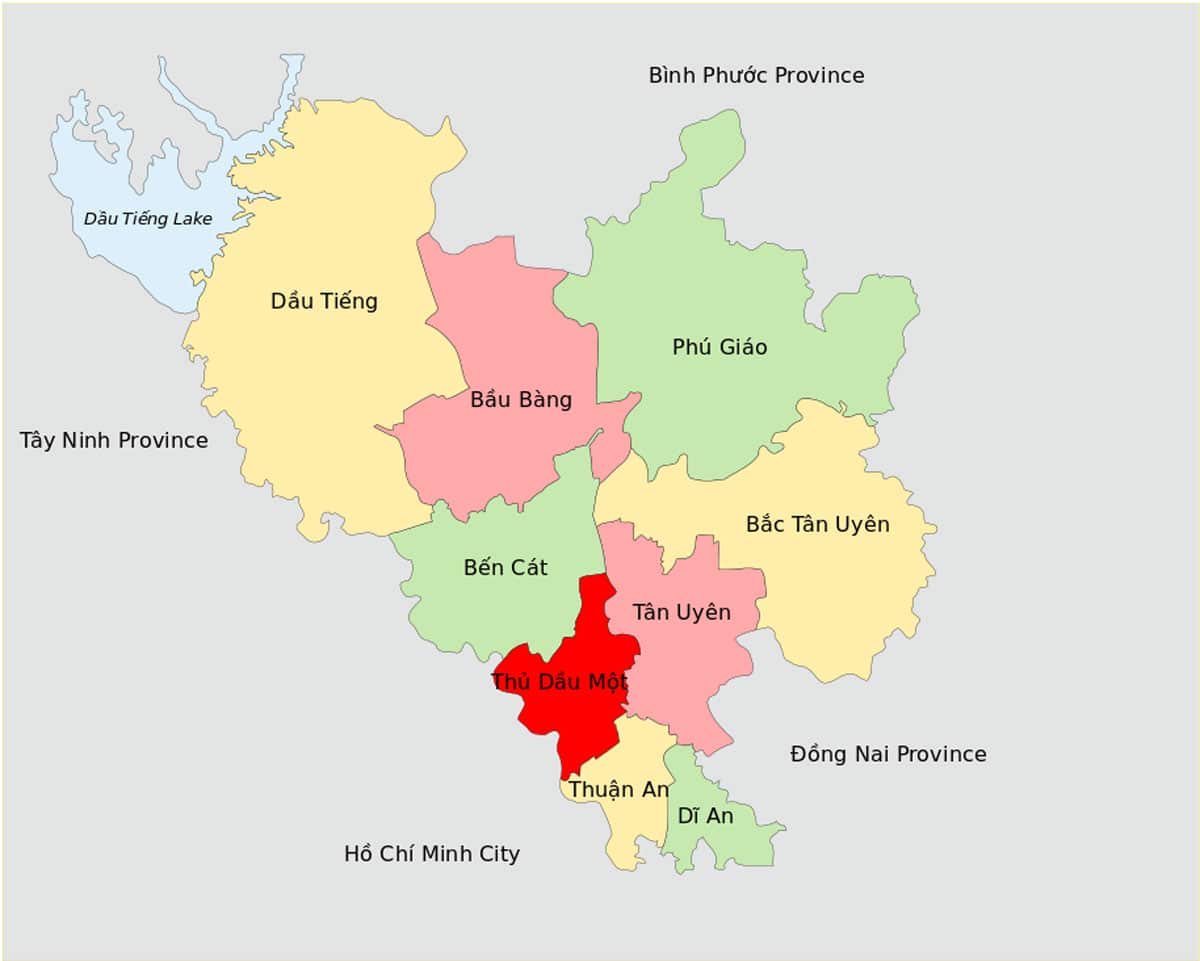 Bình Phước Province
Dầu Tiếng Lake
Dầu Tiếng
Phú Giáo
Bầu Bàng
Tây Ninh Province
Bắc Tân Uyên
Bến Cát
Tân Uyên
Thủ Dầu Một
Đồng Nai Province
Thuận An
Dĩ An
Hồ Chí Minh City